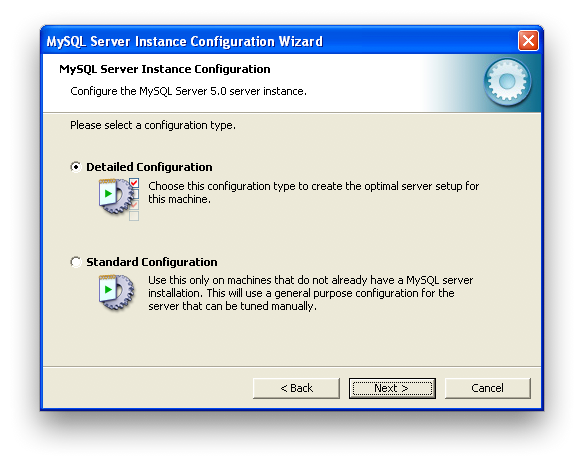 MySQL Server Instance Configuration Wizard
MySQL Server Instance Configuration
Configure the MySQL Server 5.0 server instance.
Please select a configuration type.
Detailed Configuration
Choose this configuration type to create the optimal server setup for
this machine.
Standard Configuration
Use this only on machines that do not already have a MySQL server
installation. This will use a general purpose configuration for the
server that can be tuned manually.
< Back
Next >
Cancel